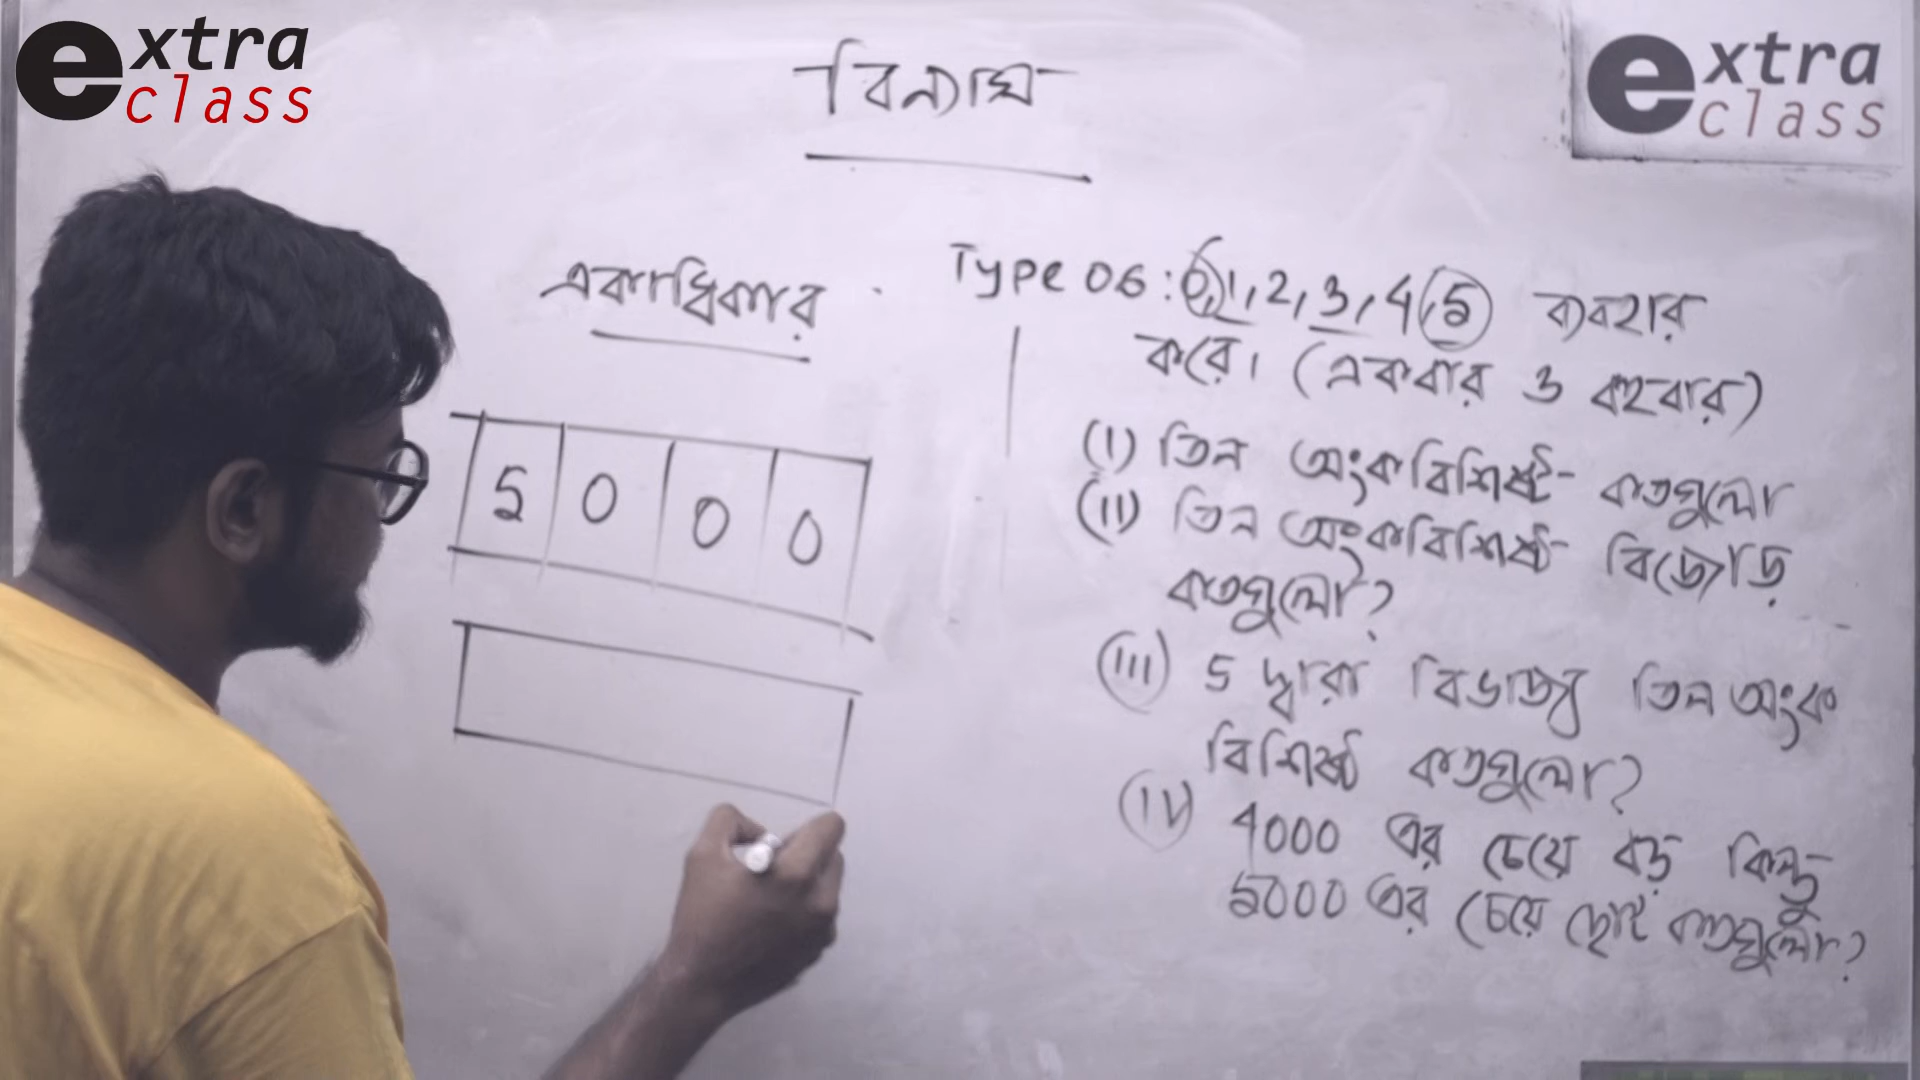 extra
class
extra
class
বিন্যাস
একাধিকবার
Type 06: 0, 1, 2, 3, 4, 5 ব্যবহার
করে। (একবার ও বহুবার)
(i) তিন অংকবিশিষ্ট কতগুলো
(ii) তিন অংকবিশিষ্ট বিজোড়
কতগুলো?
(iii) 5 দ্বারা বিভাজ্য তিন অংক
বিশিষ্ট কতগুলো?
(iv) 4000 এর চেয়ে বড় কিন্তু
5000 এর চেয়ে ছোট কতগুলো?
5 0 0 0